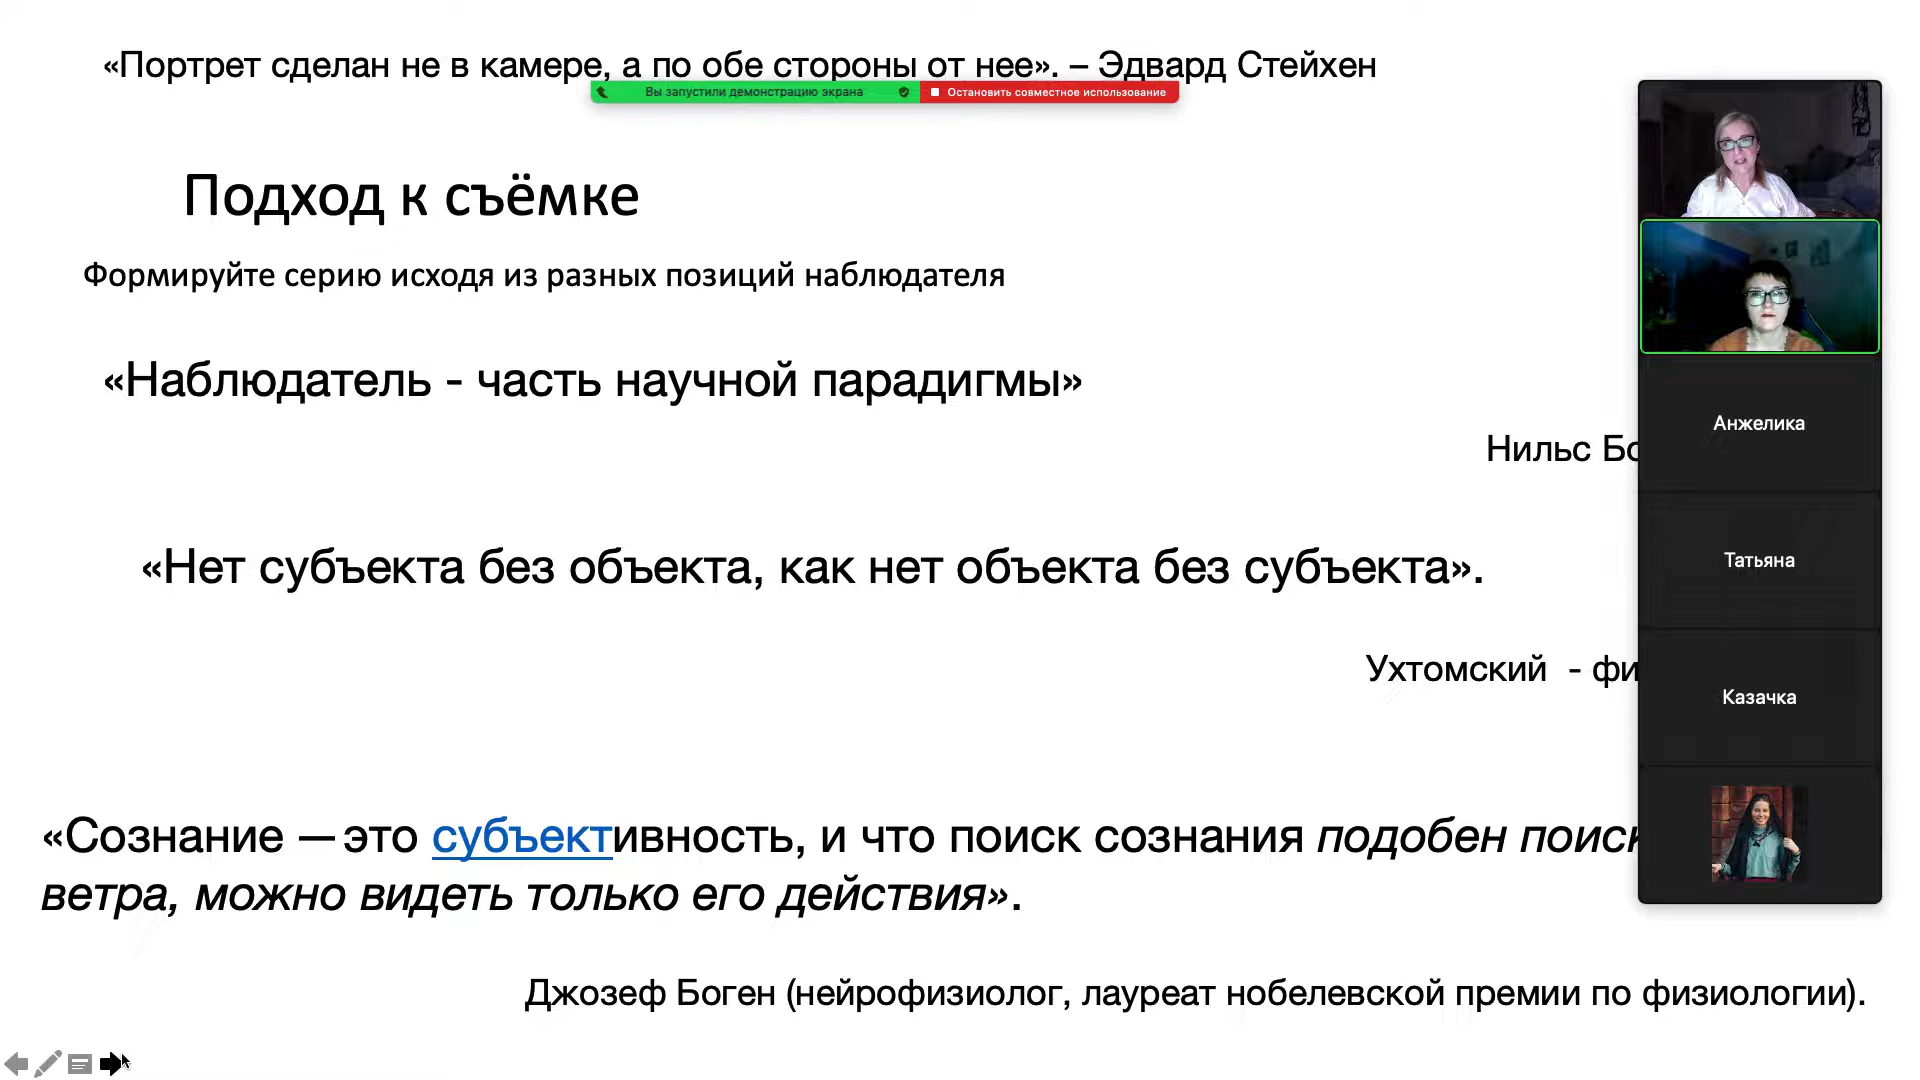 «Портрет сделан не в камере, а по обе стороны от нее». – Эдвард Стейхен
Вы запустили демонстрацию экрана
Остановить совместное использование
Подход к съёмке
Формируйте серию исходя из разных позиций наблюдателя
«Наблюдатель - часть научной парадигмы»
Нильс
«Нет субъекта без объекта, как нет объекта без субъекта».
Ухтомский -
«Сознание — это субъективность, и что поиск сознания подобен
ветра, можно видеть только его действия».
Джозеф Боген (нейрофизиолог, лауреат нобелевской премии по физиологии).
Анжелика
Татьяна
Казачка